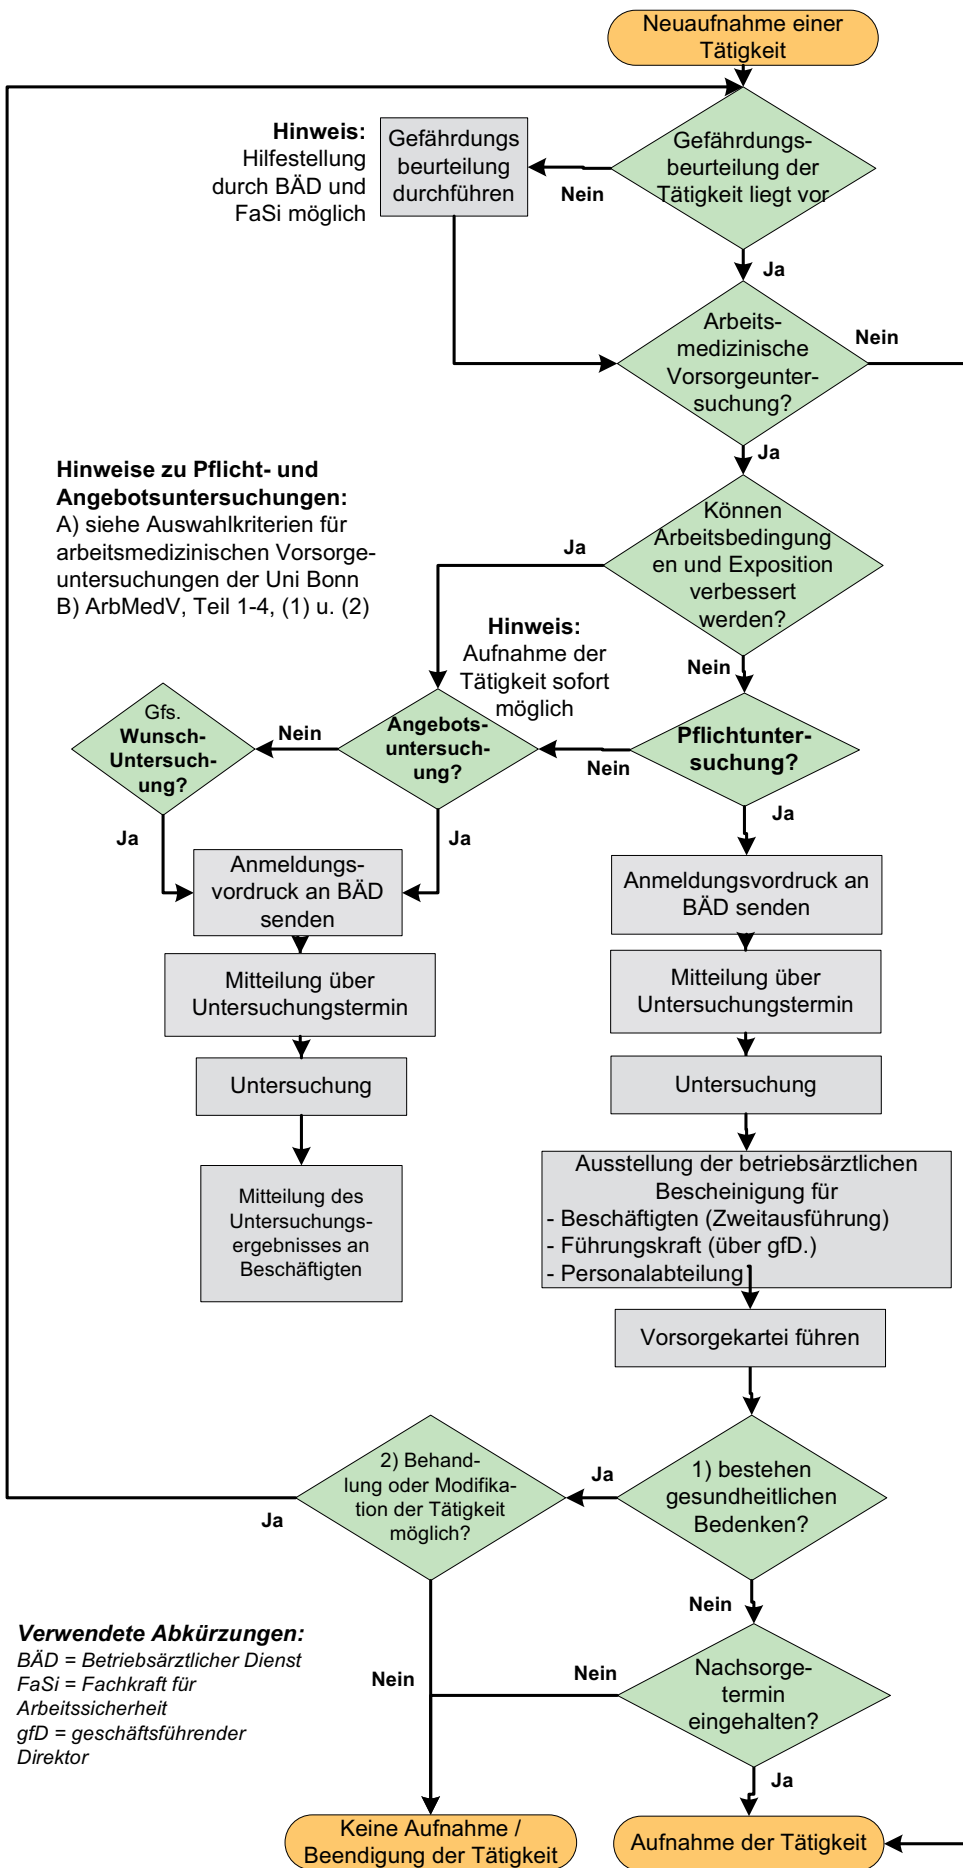 Neuaufnahme einer
Tätigkeit
Hinweis:
Hilfestellung
durch BÄD und
FaSi möglich
Gefährdungs
beurteilung
durchführen
Nein
Gefährdungs-
beurteilung der
Tätigkeit liegt vor
Ja
Arbeits-
medizinische
Vorsorgeunter-
suchung?
Nein
Ja
Hinweise zu Pflicht- und
Angebotsuntersuchungen:
A) siehe Auswahlkriterien für
arbeitsmedizinischen Vorsorge-
untersuchungen der Uni Bonn
B) ArbMedV, Teil 1-4, (1) u. (2)
Können
Arbeitsbedingung
en und Exposition
verbessert
werden?
Ja
Nein
Hinweis:
Aufnahme der
Tätigkeit sofort
möglich
Gfs.
Wunsch-
Untersuch-
ung?
Nein
Angebots-
untersuch-
ung?
Nein
Pflichtunter-
suchung?
Ja
Ja
Ja
Anmeldungs-
vordruck an BÄD
senden
Mitteilung über
Untersuchungstermin
Untersuchung
Mitteilung des
Untersuchungs-
ergebnisses an
Beschäftigten
Anmeldungsvordruck an
BÄD senden
Mitteilung über
Untersuchungstermin
Untersuchung
Ausstellung der betriebsärztlichen
Bescheinigung für
- Beschäftigten (Zweitausführung)
- Führungskraft (über gfD.)
- Personalabteilung
Vorsorgekartei führen
1) bestehen
gesundheitlichen
Bedenken?
Ja
2) Behand-
lung oder Modifika-
tion der Tätigkeit
möglich?
Ja
Nein
Nein
Nachsorge-
termin
eingehalten?
Nein
Ja
Verwendete Abkürzungen:
BÄD = Betriebsärztlicher Dienst
FaSi = Fachkraft für
Arbeitssicherheit
gfD = geschäftsführender
Direktor
Keine Aufnahme /
Beendigung der Tätigkeit
Aufnahme der Tätigkeit